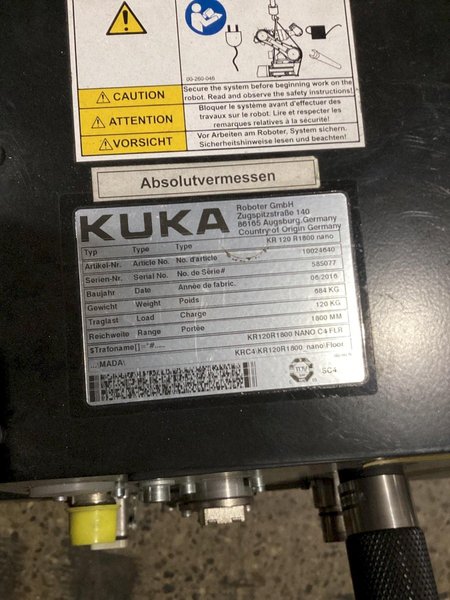 00-260-046
CAUTION
Secure the system before beginning work on the robot. Read and observe the safety instructions!
ATTENTION
Bloquer le système avant d'effectuer des travaux sur le robot. Lire et respecter les remarques relatives à la sécurité!
VORSICHT
Vor Arbeiten am Roboter, System sichern. Sicherheitshinweise lesen und beachten!
Absolutvermessen
KUKA
Roboter GmbH
Zugspitzstraße 140
86165 Augsburg, Germany
Country of Origin Germany
Typ Type Type KR 120 R1800 nano
Artikel-Nr. Article No. No. d'article 10024640
Serien-Nr. Serial No. No. de Série# 585077
Baujahr Date Année de fabric. 06/2016
Gewicht Weight Poids 684 KG
Traglast Load Charge 120 KG
Reichweite Range Portée 1800 MM
$Trafoname[]="#..... KR120R1800 NANO C4 FLR
...\MADA\ KRC4\KR120R1800_nano\Floor
TÜV
SC4